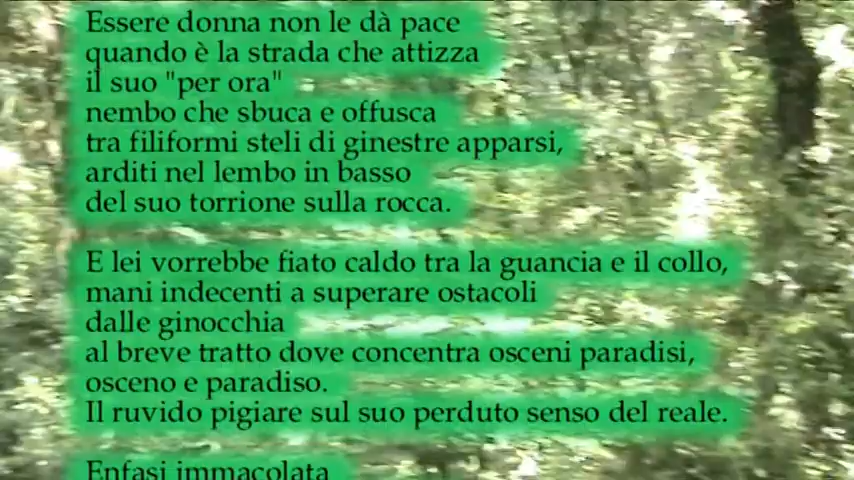 Essere donna non le dà pace
quando è la strada che attizza
il suo "per ora"
nembo che sbuca e offusca
tra filiformi steli di ginestre apparsi,
arditi nel lembo in basso
del suo torrione sulla rocca.
E lei vorrebbe fiato caldo tra la guancia e il collo,
mani indecenti a superare ostacoli
dalle ginocchia
al breve tratto dove concentra osceni paradisi,
osceno e paradiso.
Il ruvido pigiare sul suo perduto senso del reale.
Enfasi immacolata